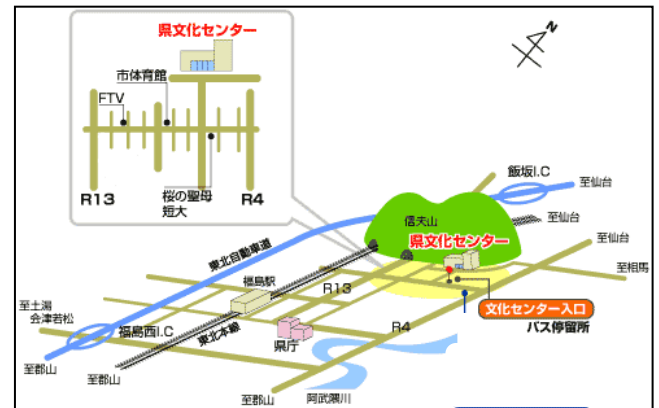 県文化センター
市体育館
FTV
R13
桜の聖母
短大
R4
N
飯坂I.C
至仙台
信夫山
至仙台
県文化センター
至仙台
東北自動車道
至相馬
福島駅
R13
至土湯
会津若松
文化センター入口
バス停留所
福島西I.C
東北本線
県庁
R4
至郡山
至郡山
至郡山
阿武隈川